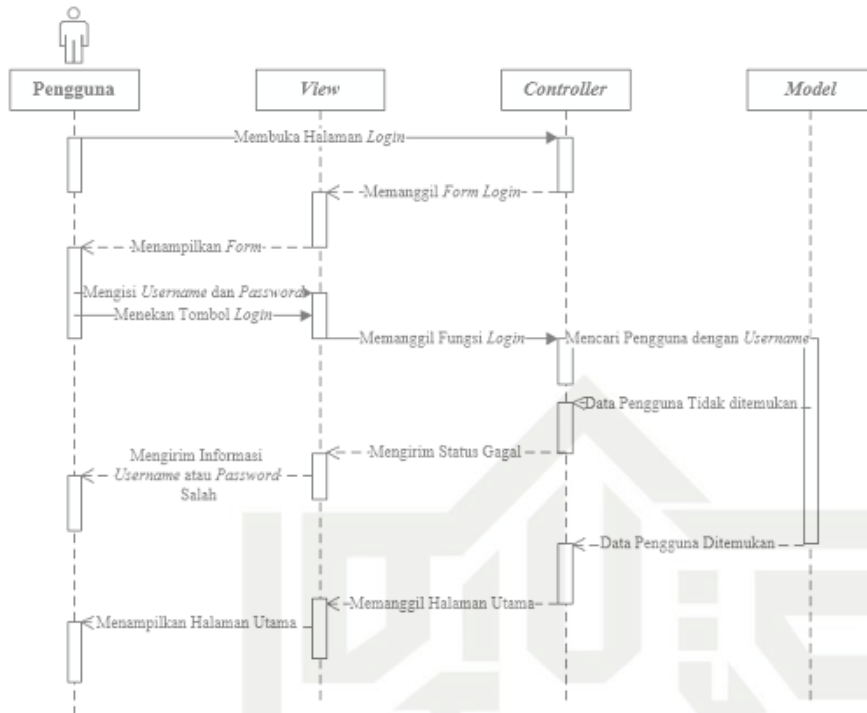 Pengguna
View
Controller
Model
Membuka Halaman Login
Memanggil Form Login
Menampilkan Form
Mengisi Username dan Password
Menekan Tombol Login
Memanggil Fungsi Login
Mencari Pengguna dengan Username
Data Pengguna Tidak ditemukan
Mengirim Status Gagal
Mengirim Informasi
Username atau Password
Salah
Data Pengguna Ditemukan
Memanggil Halaman Utama
Menampilkan Halaman Utama